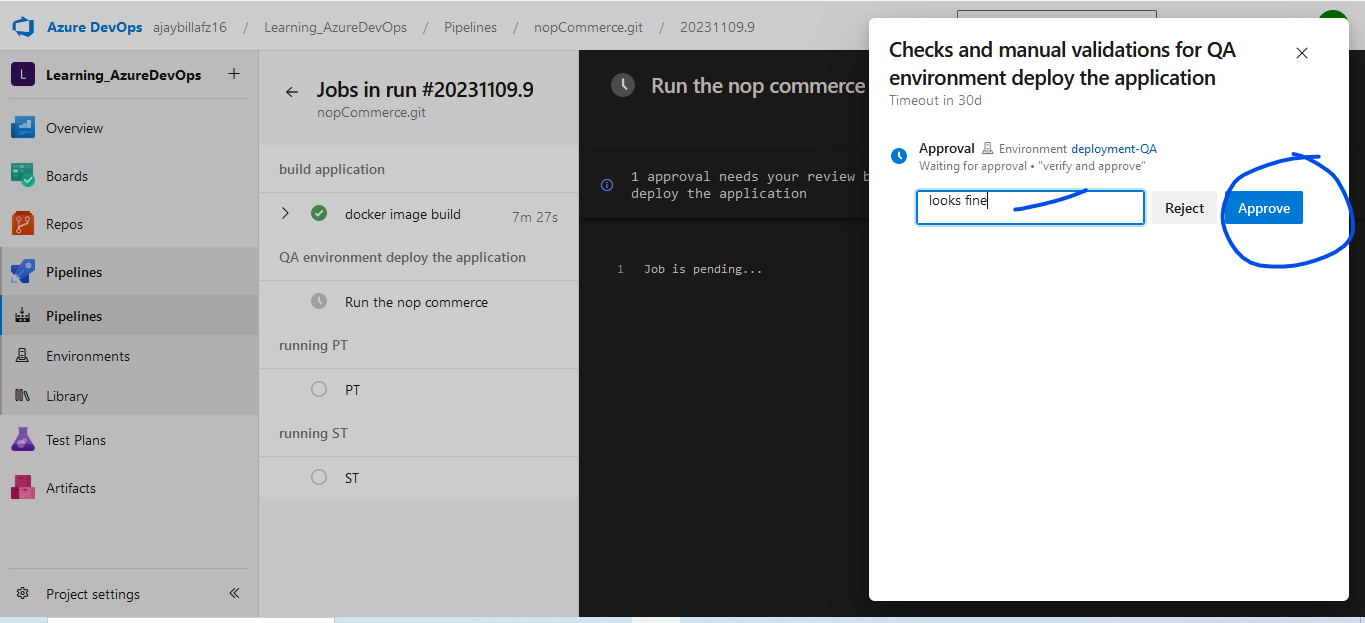 Azure DevOps ajaybillafz16 / Learning_AzureDevOps / Pipelines / nopCommerce.git / 20231109.9
L Learning_AzureDevOps +
Overview
Boards
Repos
Pipelines
Pipelines
Environments
Library
Test Plans
Artifacts
Project settings
Jobs in run #20231109.9
nopCommerce.git
build application
docker image build 7m 27s
QA environment deploy the application
Run the nop commerce
running PT
PT
running ST
ST
Run the nop commerce
1 approval needs your review b
deploy the application
1 Job is pending...
Checks and manual validations for QA
environment deploy the application
Timeout in 30d
Approval Environment deployment-QA
Waiting for approval • "verify and approve"
looks fine
Reject
Approve